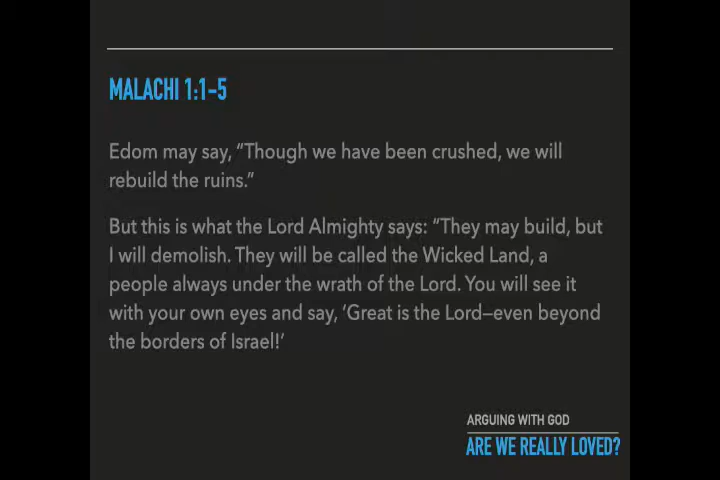 MALACHI 1:1-5
Edom may say, “Though we have been crushed, we will
rebuild the ruins.”
But this is what the Lord Almighty says: “They may build, but
I will demolish. They will be called the Wicked Land, a
people always under the wrath of the Lord. You will see it
with your own eyes and say, ‘Great is the Lord—even beyond
the borders of Israel!’
ARGUING WITH GOD
ARE WE REALLY LOVED?